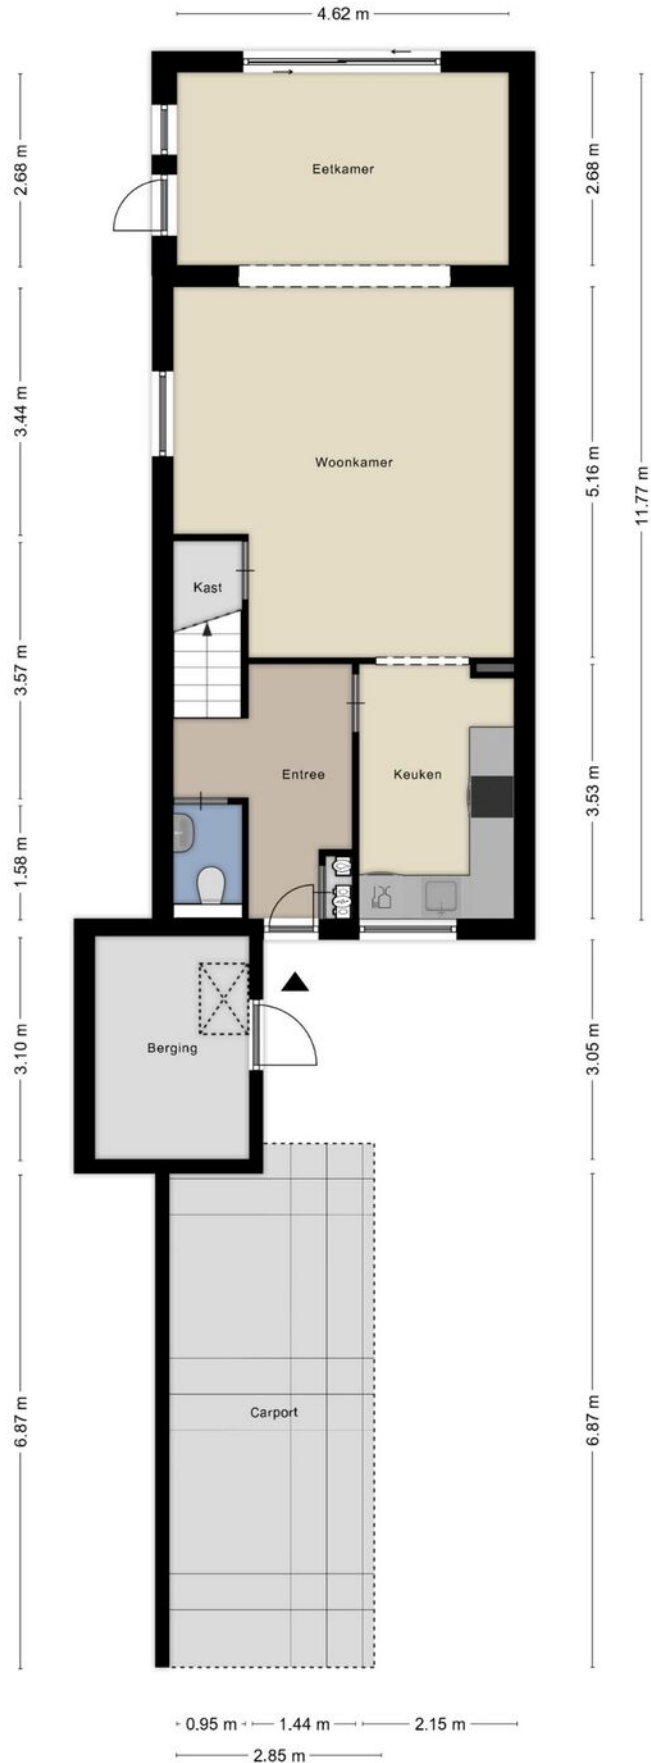 4.62 m
2.68 m
2.68 m
Eetkamer
3.44 m
5.16 m
11.77 m
Woonkamer
Kast
3.57 m
Entree
Keuken
3.53 m
1.58 m
3.10 m
Berging
3.05 m
6.87 m
Carport
6.87 m
0.95 m
1.44 m
2.15 m
2.85 m